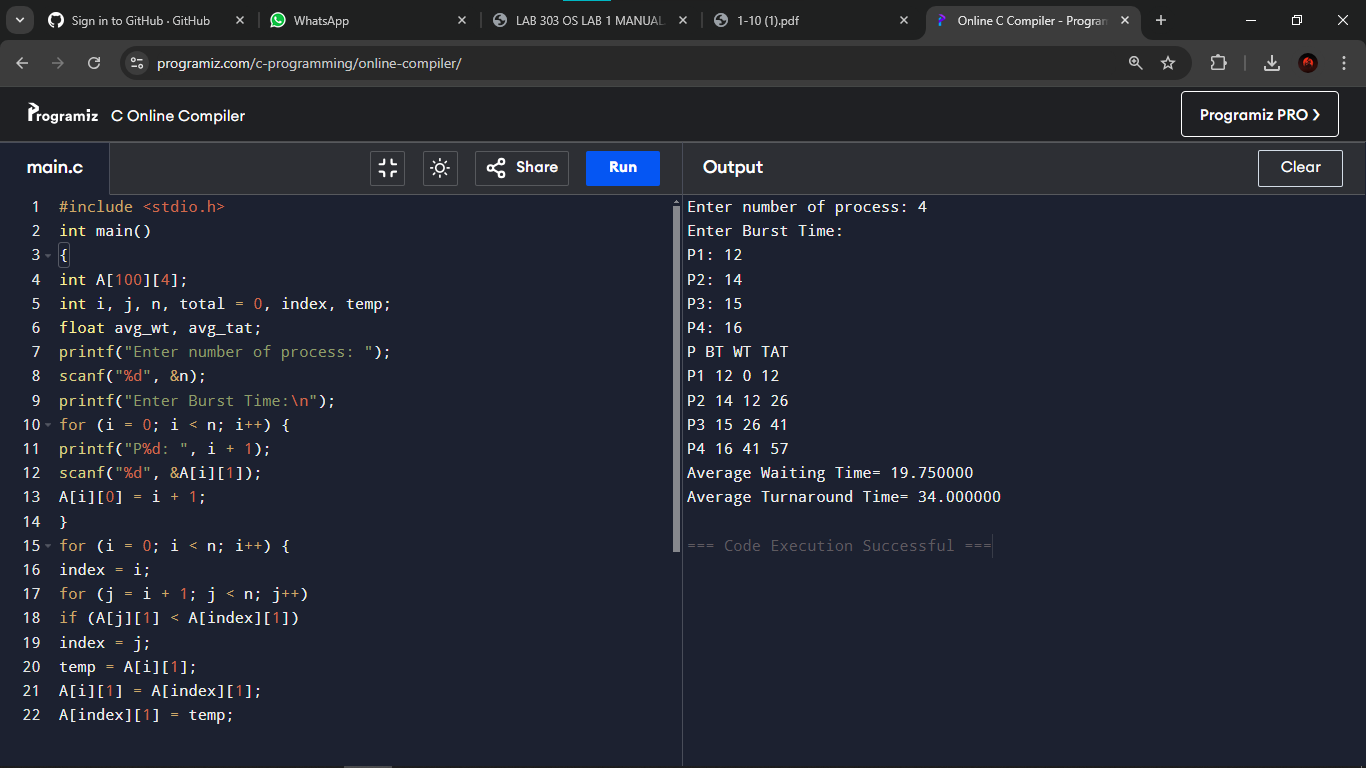 Sign in to GitHub · GitHub
WhatsApp
LAB 303 OS LAB 1 MANUAL
1-10 (1).pdf
Online C Compiler - Program
programiz.com/c-programming/online-compiler/
Programiz C Online Compiler
Programiz PRO
main.c
Share
Run
Output
Clear
1 #include <stdio.h>
2 int main()
3 {
4 int A[100][4];
5 int i, j, n, total = 0, index, temp;
6 float avg_wt, avg_tat;
7 printf("Enter number of process: ");
8 scanf("%d", &n);
9 printf("Enter Burst Time:\n");
10 for (i = 0; i < n; i++) {
11 printf("P%d: ", i + 1);
12 scanf("%d", &A[i][1]);
13 A[i][0] = i + 1;
14 }
15 for (i = 0; i < n; i++) {
16 index = i;
17 for (j = i + 1; j < n; j++)
18 if (A[j][1] < A[index][1])
19 index = j;
20 temp = A[i][1];
21 A[i][1] = A[index][1];
22 A[index][1] = temp;
Enter number of process: 4
Enter Burst Time:
P1: 12
P2: 14
P3: 15
P4: 16
P BT WT TAT
P1 12 0 12
P2 14 12 26
P3 15 26 41
P4 16 41 57
Average Waiting Time= 19.750000
Average Turnaround Time= 34.000000
=== Code Execution Successful ===